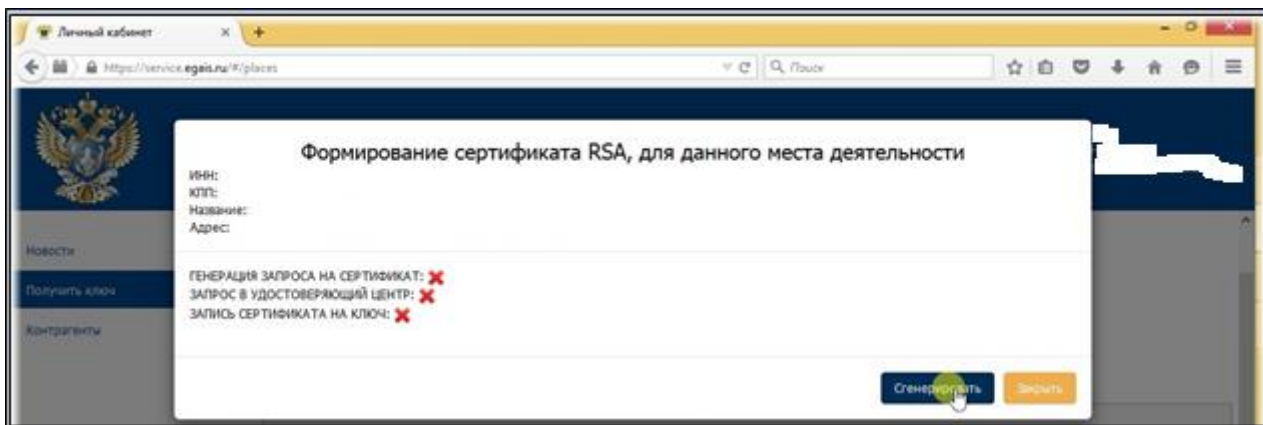 Личный кабинет
https://service.egais.ru/#/places
Поиск
Формирование сертификата RSA, для данного места деятельности
ИНН:
КПП:
Название:
Адрес:
Новости
Получить ключ
Контрагенты
ГЕНЕРАЦИЯ ЗАПРОСА НА СЕРТИФИКАТ:
ЗАПРОС В УДОСТОВЕРЯЮЩИЙ ЦЕНТР:
ЗАПИСЬ СЕРТИФИКАТА НА КЛЮЧ:
Сгенерировать
Закрыть